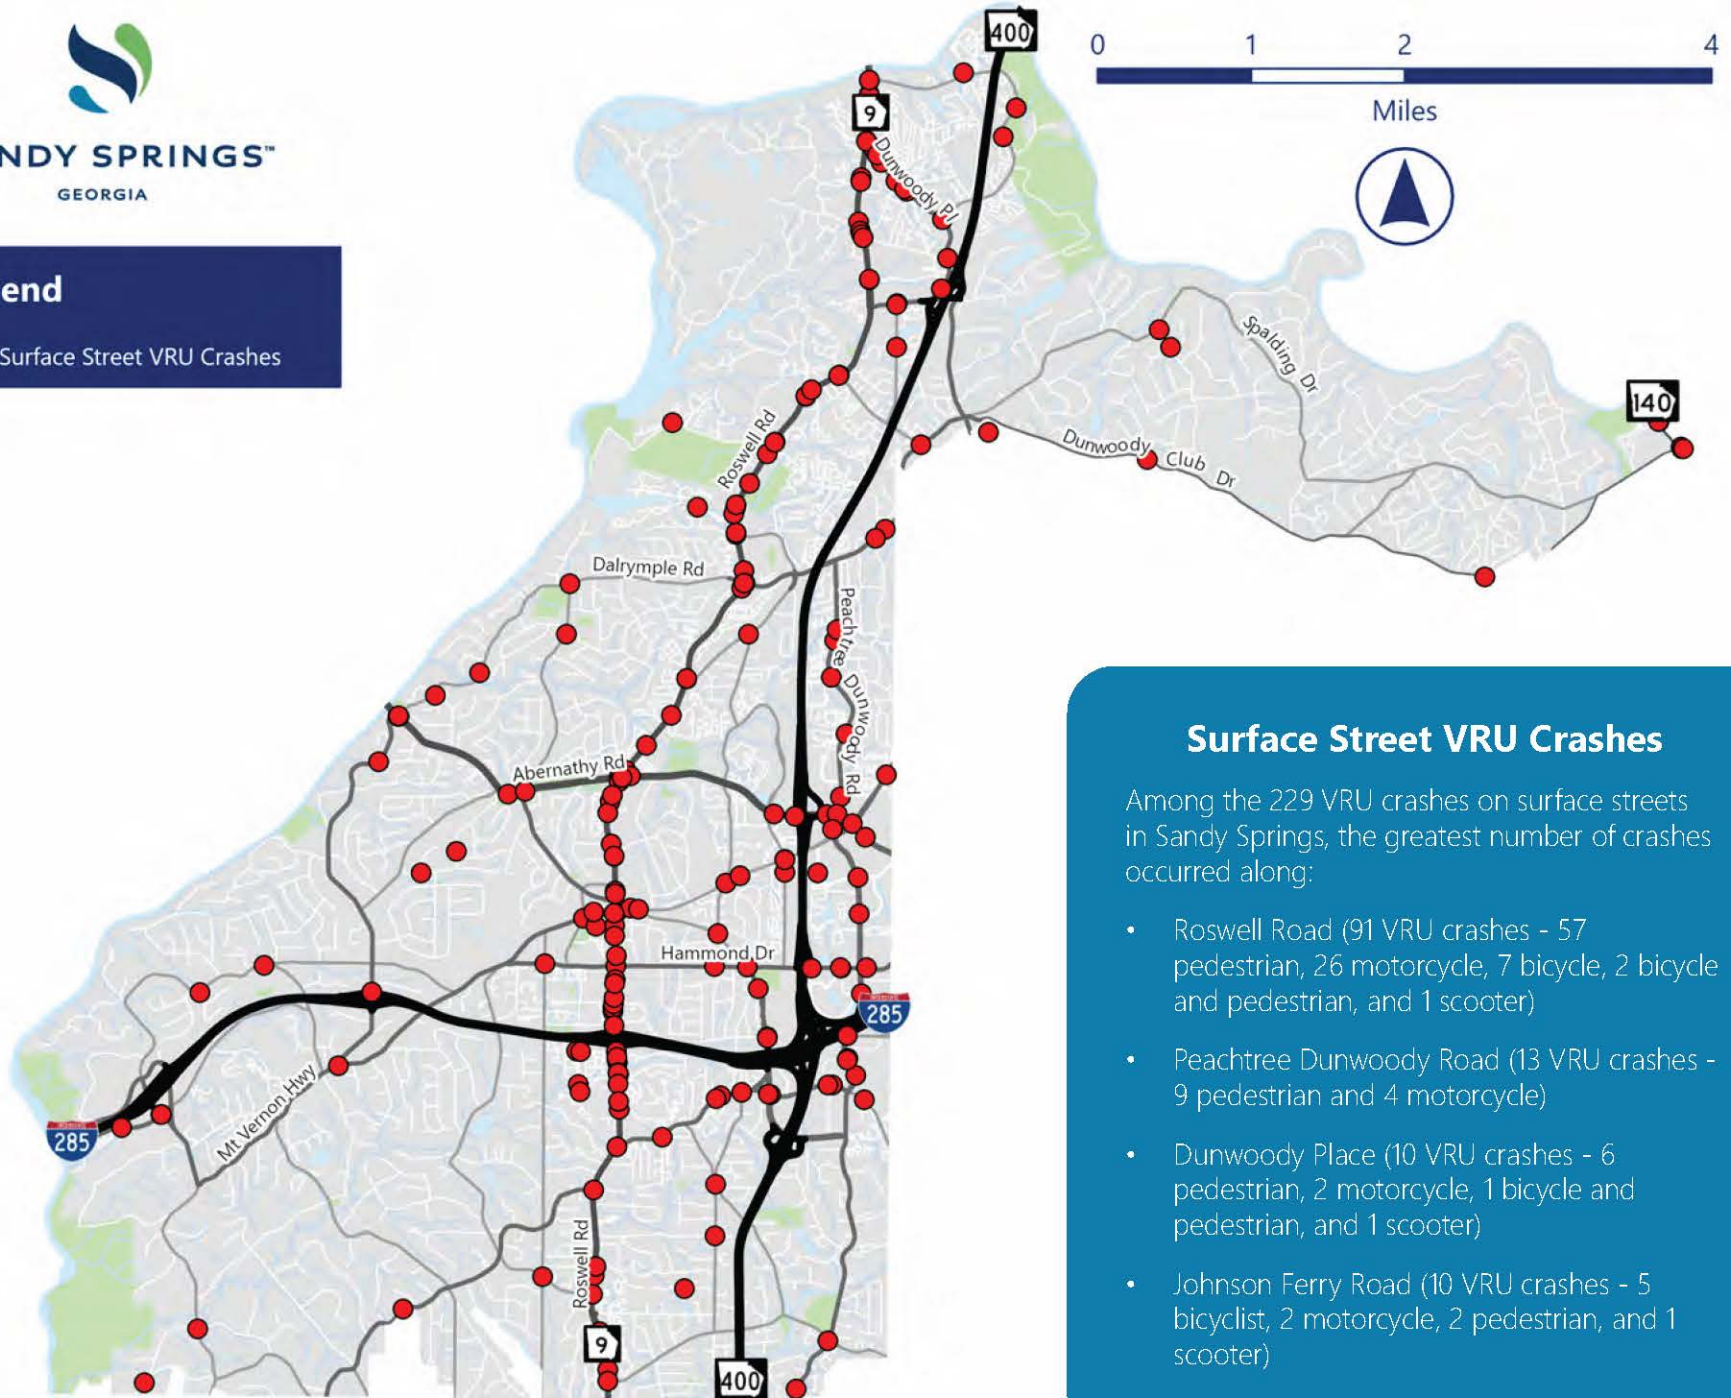 NDY SPRINGS™
GEORGIA
end
Surface Street VRU Crashes
0 1 2 4
Miles
400
9
Dunwoody Pl
Spalding Dr
140
Roswell Rd
Dunwoody Club Dr
Dalrymple Rd
Peachtree Dunwoody Rd
Abernathy Rd
Hammond Dr
285
Mt Vernon Hwy
285
Roswell Rd
9
400
Surface Street VRU Crashes
Among the 229 VRU crashes on surface streets
in Sandy Springs, the greatest number of crashes
occurred along:
• Roswell Road (91 VRU crashes - 57
pedestrian, 26 motorcycle, 7 bicycle, 2 bicycle
and pedestrian, and 1 scooter)
• Peachtree Dunwoody Road (13 VRU crashes -
9 pedestrian and 4 motorcycle)
• Dunwoody Place (10 VRU crashes - 6
pedestrian, 2 motorcycle, 1 bicycle and
pedestrian, and 1 scooter)
• Johnson Ferry Road (10 VRU crashes - 5
bicyclist, 2 motorcycle, 2 pedestrian, and 1
scooter)